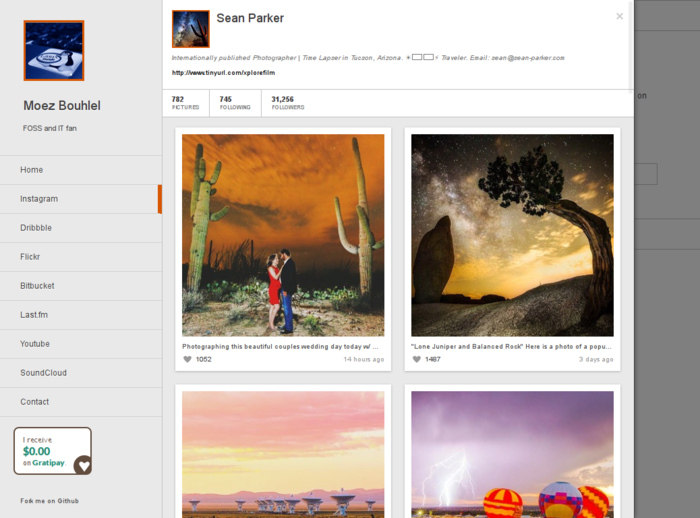 Moez Bouhlel
FOSS and IT fan
Home
Instagram
Dribbble
Flickr
Bitbucket
Last.fm
Youtube
SoundCloud
Contact
I receive
$0.00
on Gratipay
Fork me on Github
Sean Parker
×
Internationally published Photographer | Time Lapser in Tucson, Arizona. Traveler. Email: sean@sean-parker.com
http://www.tinyurl.com/xplorefilm
782 745 31,256
PICTURES FOLLOWING FOLLOWERS
Photographing this beautiful couples wedding day today w/ ...
1052 14 hours ago
"Lone Juniper and Balanced Rock" Here is a photo of a popu...
1487 3 days ago
on